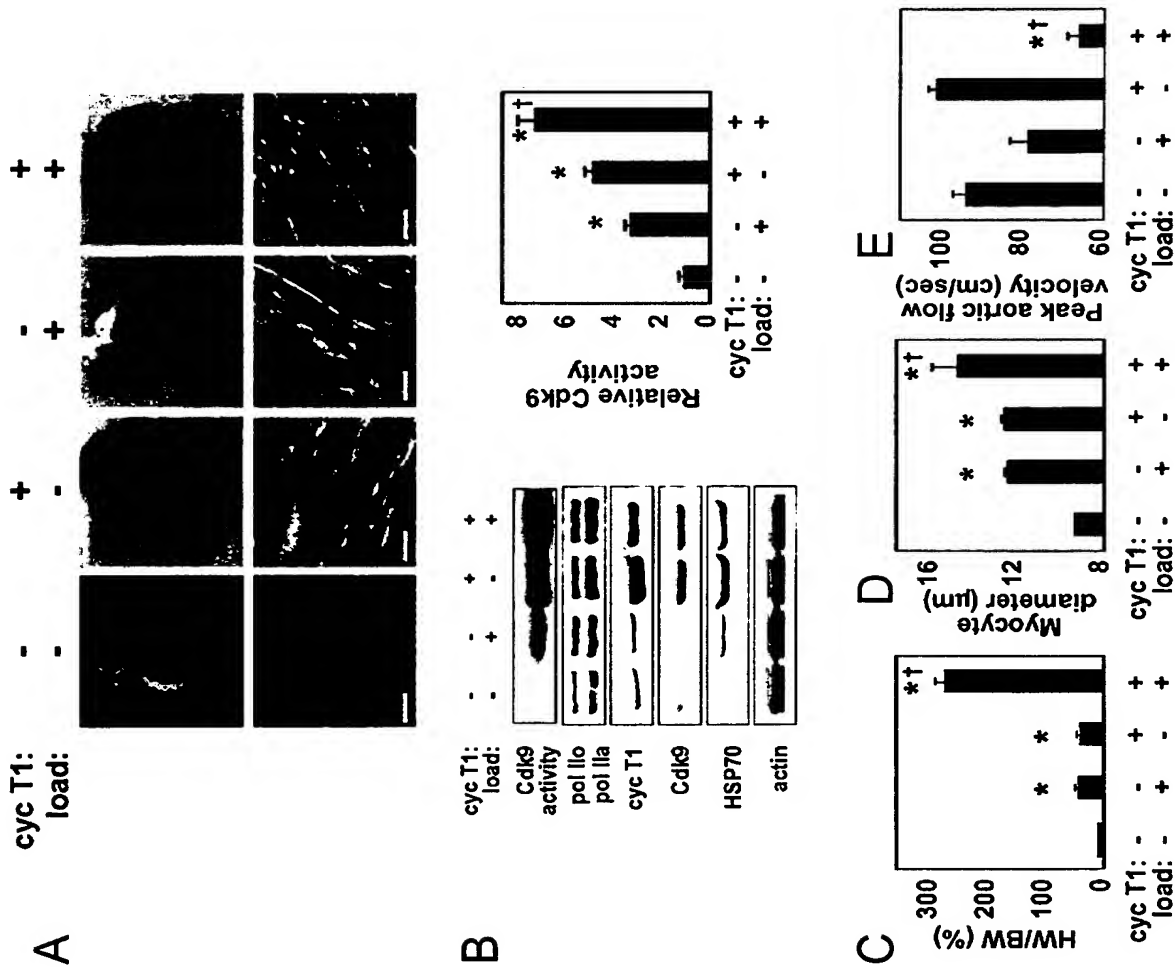 A
cyc T1: - + - +
load: - - + +
B
cyc T1: - - + +
load: - + - +
Cdk9
activity
pol IIo
pol IIa
cyc T1
Cdk9
HSP70
actin
Relative Cdk9
activity
8
6
4
2
0
* * *†
cyc T1: - - + +
load: - + - +
C
HW/BW (%)
300
200
100
0
* * *†
cyc T1: - - + +
load: - + - +
D
Myocyte
diameter (µm)
16
12
8
* * *†
cyc T1: - - + +
load: - + - +
E
Peak aortic flow
velocity (cm/sec)
100
80
60
*†
cyc T1: - - + +
load: - + - +